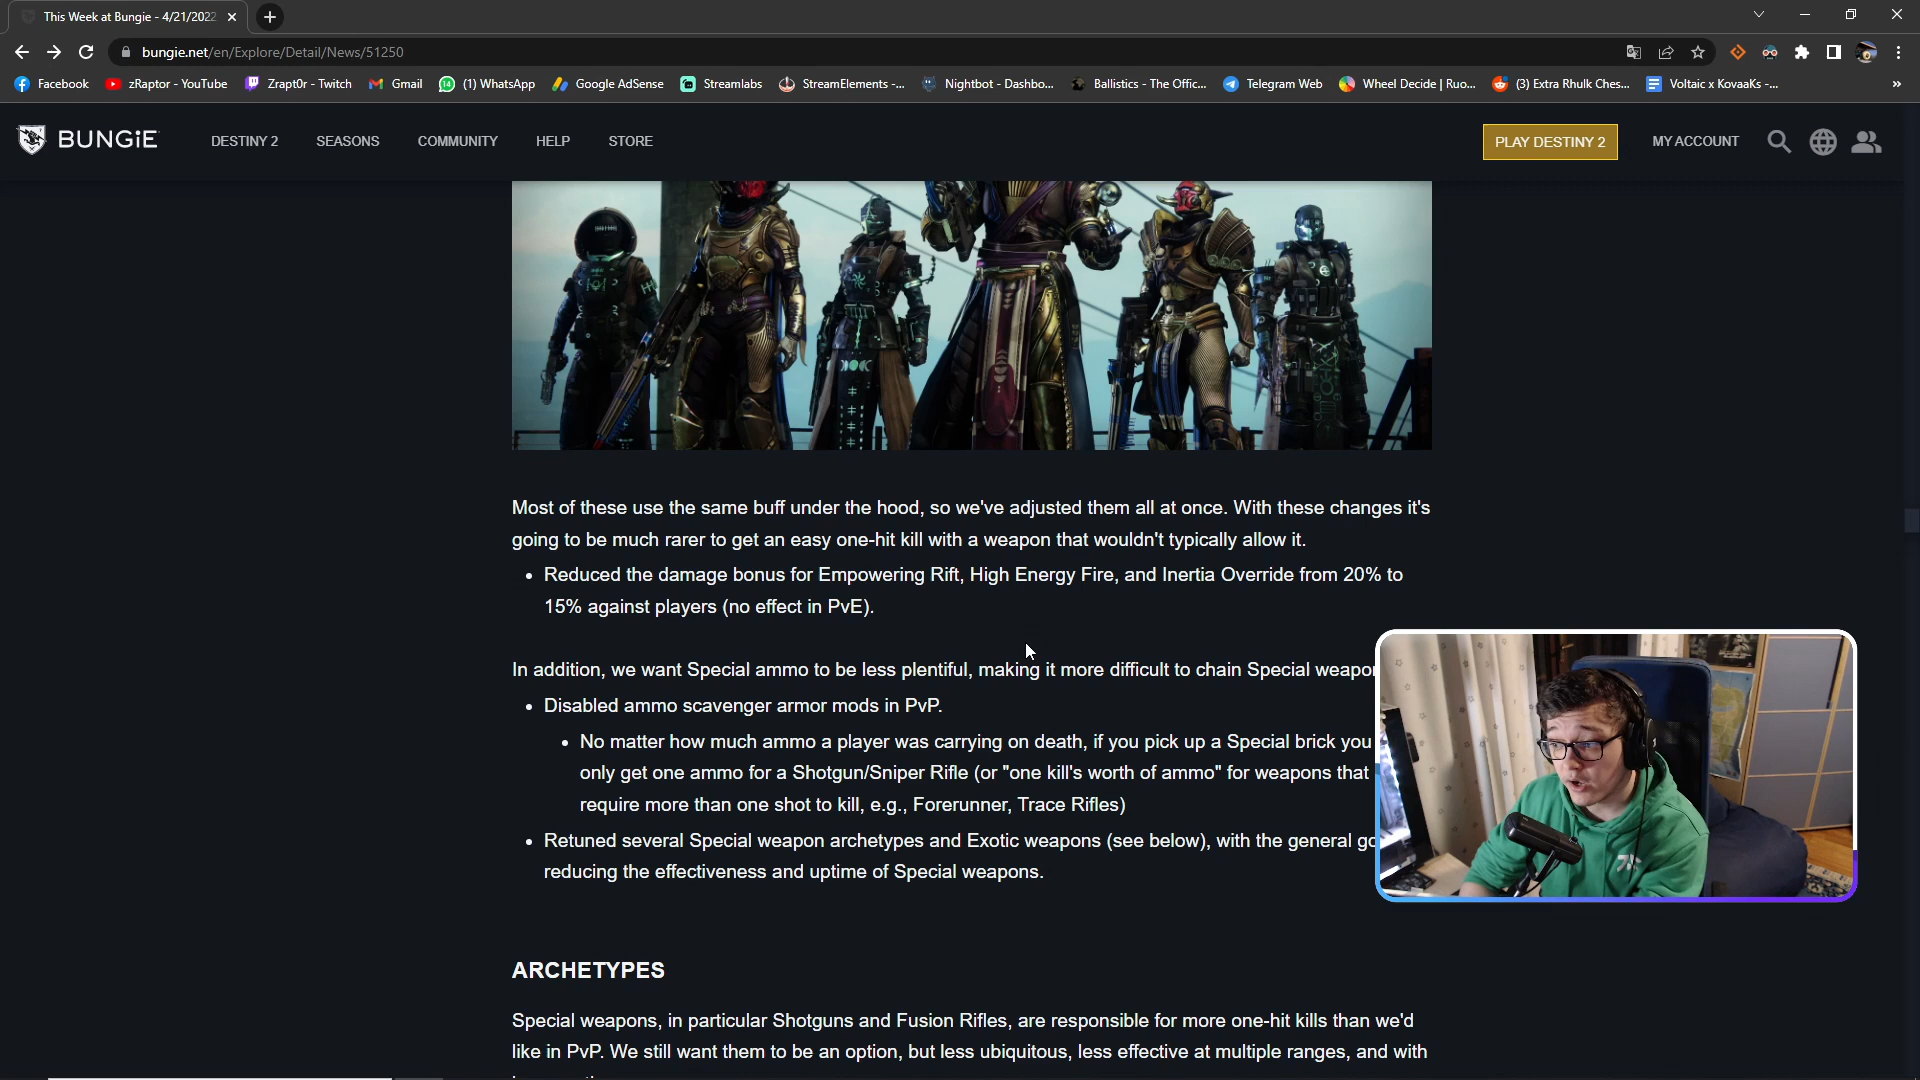 This Week at Bungie - 4/21/2022
bungie.net/en/Explore/Detail/News/51250
Facebook
zRaptor - YouTube
Zrapt0r - Twitch
Gmail
(1) WhatsApp
Google AdSense
Streamlabs
StreamElements -...
Nightbot - Dashbo...
Ballistics - The Offic...
Telegram Web
Wheel Decide | Ruo...
(3) Extra Rhulk Ches...
Voltaic x KovaaKs -...
»
BUNGiE
DESTINY 2
SEASONS
COMMUNITY
HELP
STORE
PLAY DESTINY 2
MY ACCOUNT
Most of these use the same buff under the hood, so we've adjusted them all at once. With these changes it's
going to be much rarer to get an easy one-hit kill with a weapon that wouldn't typically allow it.
• Reduced the damage bonus for Empowering Rift, High Energy Fire, and Inertia Override from 20% to
15% against players (no effect in PvE).
In addition, we want Special ammo to be less plentiful, making it more difficult to chain Special
• Disabled ammo scavenger armor mods in PvP.
• No matter how much ammo a player was carrying on death, if you pick up a Special brick you
only get one ammo for a Shotgun/Sniper Rifle (or "one kill's worth of ammo" for weapons that
require more than one shot to kill, e.g., Forerunner, Trace Rifles)
• Retuned several Special weapon archetypes and Exotic weapons (see below), with the general
reducing the effectiveness and uptime of Special weapons.
ARCHETYPES
Special weapons, in particular Shotguns and Fusion Rifles, are responsible for more one-hit kills than we'd
like in PvP. We still want them to be an option, but less ubiquitous, less effective at multiple ranges, and with